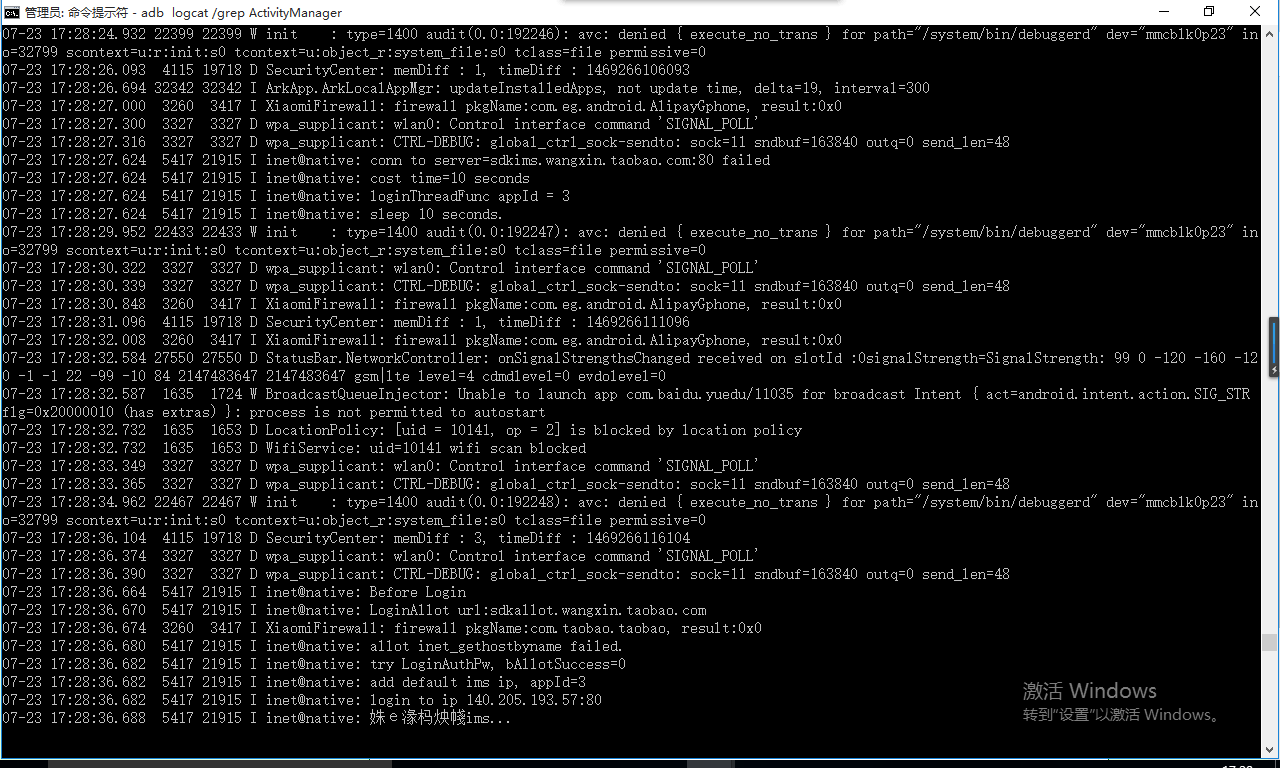 管理员: 命令提示符 - adb  logcat /grep ActivityManager
07-23 17:28:24.932 22399 22399 W init    : type=1400 audit(0.0:192246): avc: denied { execute_no_trans } for path="/system/bin/debuggerd" dev="mmcblk0p23" in
o=32799 scontext=u:r:init:s0 tcontext=u:object_r:system_file:s0 tclass=file permissive=0
07-23 17:28:26.093  4115 19718 D SecurityCenter: memDiff : 1, timeDiff : 1469266106093
07-23 17:28:26.694 32342 32342 I ArkApp.ArkLocalAppMgr: updateInstalledApps, not update time, delta=19, interval=300
07-23 17:28:27.000  3260  3417 I XiaomiFirewall: firewall pkgName:com.eg.android.AlipayGphone, result:0x0
07-23 17:28:27.300  3327  3327 D wpa_supplicant: wlan0: Control interface command 'SIGNAL_POLL'
07-23 17:28:27.316  3327  3327 D wpa_supplicant: CTRL-DEBUG: global_ctrl_sock-sendto: sock=11 sndbuf=163840 outq=0 send_len=48
07-23 17:28:27.624  5417 21915 I inet@native: conn to server=sdkims.wangxin.taobao.com:80 failed
07-23 17:28:27.624  5417 21915 I inet@native: cost time=10 seconds
07-23 17:28:27.624  5417 21915 I inet@native: loginThreadFunc appId = 3
07-23 17:28:27.624  5417 21915 I inet@native: sleep 10 seconds.
07-23 17:28:29.952 22433 22433 W init    : type=1400 audit(0.0:192247): avc: denied { execute_no_trans } for path="/system/bin/debuggerd" dev="mmcblk0p23" in
o=32799 scontext=u:r:init:s0 tcontext=u:object_r:system_file:s0 tclass=file permissive=0
07-23 17:28:30.322  3327  3327 D wpa_supplicant: wlan0: Control interface command 'SIGNAL_POLL'
07-23 17:28:30.339  3327  3327 D wpa_supplicant: CTRL-DEBUG: global_ctrl_sock-sendto: sock=11 sndbuf=163840 outq=0 send_len=48
07-23 17:28:30.848  3260  3417 I XiaomiFirewall: firewall pkgName:com.eg.android.AlipayGphone, result:0x0
07-23 17:28:31.096  4115 19718 D SecurityCenter: memDiff : 1, timeDiff : 1469266111096
07-23 17:28:32.008  3260  3417 I XiaomiFirewall: firewall pkgName:com.eg.android.AlipayGphone, result:0x0
07-23 17:28:32.584 27550 27550 D StatusBar.NetworkController: onSignalStrengthsChanged received on slotId :0signalStrength=SignalStrength: 99 0 -120 -160 -12
0 -1 -1 22 -99 -10 84 2147483647 2147483647 gsm|lte level=4 cdmdlevel=0 evdolevel=0
07-23 17:28:32.587  1635  1724 W BroadcastQueueInjector: Unable to launch app com.baidu.yuedu/11035 for broadcast Intent { act=android.intent.action.SIG_STR
flg=0x20000010 (has extras) }: process is not permitted to autostart
07-23 17:28:32.732  1635  1653 D LocationPolicy: [uid = 10141, op = 2] is blocked by location policy
07-23 17:28:32.732  1635  1653 D WifiService: uid=10141 wifi scan blocked
07-23 17:28:33.349  3327  3327 D wpa_supplicant: wlan0: Control interface command 'SIGNAL_POLL'
07-23 17:28:33.365  3327  3327 D wpa_supplicant: CTRL-DEBUG: global_ctrl_sock-sendto: sock=11 sndbuf=163840 outq=0 send_len=48
07-23 17:28:34.962 22467 22467 W init    : type=1400 audit(0.0:192248): avc: denied { execute_no_trans } for path="/system/bin/debuggerd" dev="mmcblk0p23" in
o=32799 scontext=u:r:init:s0 tcontext=u:object_r:system_file:s0 tclass=file permissive=0
07-23 17:28:36.104  4115 19718 D SecurityCenter: memDiff : 3, timeDiff : 1469266116104
07-23 17:28:36.374  3327  3327 D wpa_supplicant: wlan0: Control interface command 'SIGNAL_POLL'
07-23 17:28:36.390  3327  3327 D wpa_supplicant: CTRL-DEBUG: global_ctrl_sock-sendto: sock=11 sndbuf=163840 outq=0 send_len=48
07-23 17:28:36.664  5417 21915 I inet@native: Before Login
07-23 17:28:36.670  5417 21915 I inet@native: LoginAllot url:sdkallot.wangxin.taobao.com
07-23 17:28:36.674  3260  3417 I XiaomiFirewall: firewall pkgName:com.taobao.taobao, result:0x0
07-23 17:28:36.680  5417 21915 I inet@native: allot inet_gethostbyname failed.
07-23 17:28:36.682  5417 21915 I inet@native: try LoginAuthPw, bAllotSuccess=0
07-23 17:28:36.682  5417 21915 I inet@native: add default ims ip, appId=3
07-23 17:28:36.682  5417 21915 I inet@native: login to ip 140.205.193.57:80
07-23 17:28:36.688  5417 21915 I inet@native: ims...
激活 Windows
转到"设置"以激活 Windows。